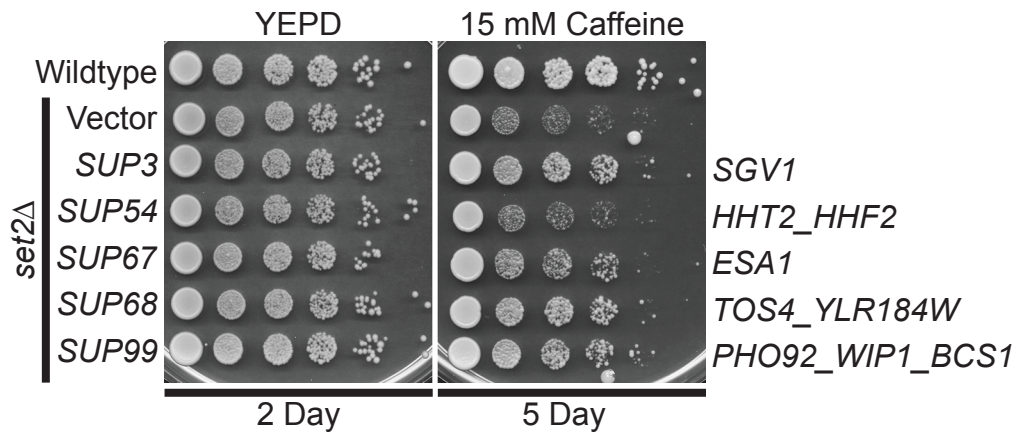 YEPD 15 mM Caffeine
Wildtype
Vector
SUP3 SGV1
SUP54 HHT2_HHF2
SUP67 ESA1
SUP68 TOS4_YLR184W
SUP99 PHO92_WIP1_BCS1
set2Δ
2 Day 5 Day